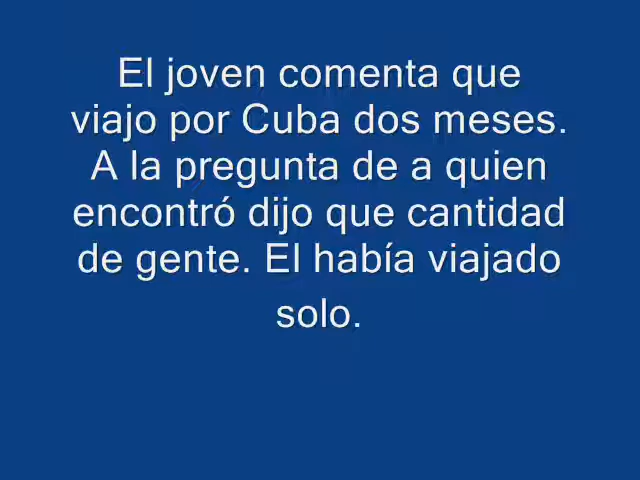 El joven comenta que
viajo por Cuba dos meses.
A la pregunta de a quien
encontró dijo que cantidad
de gente. El había viajado
solo.